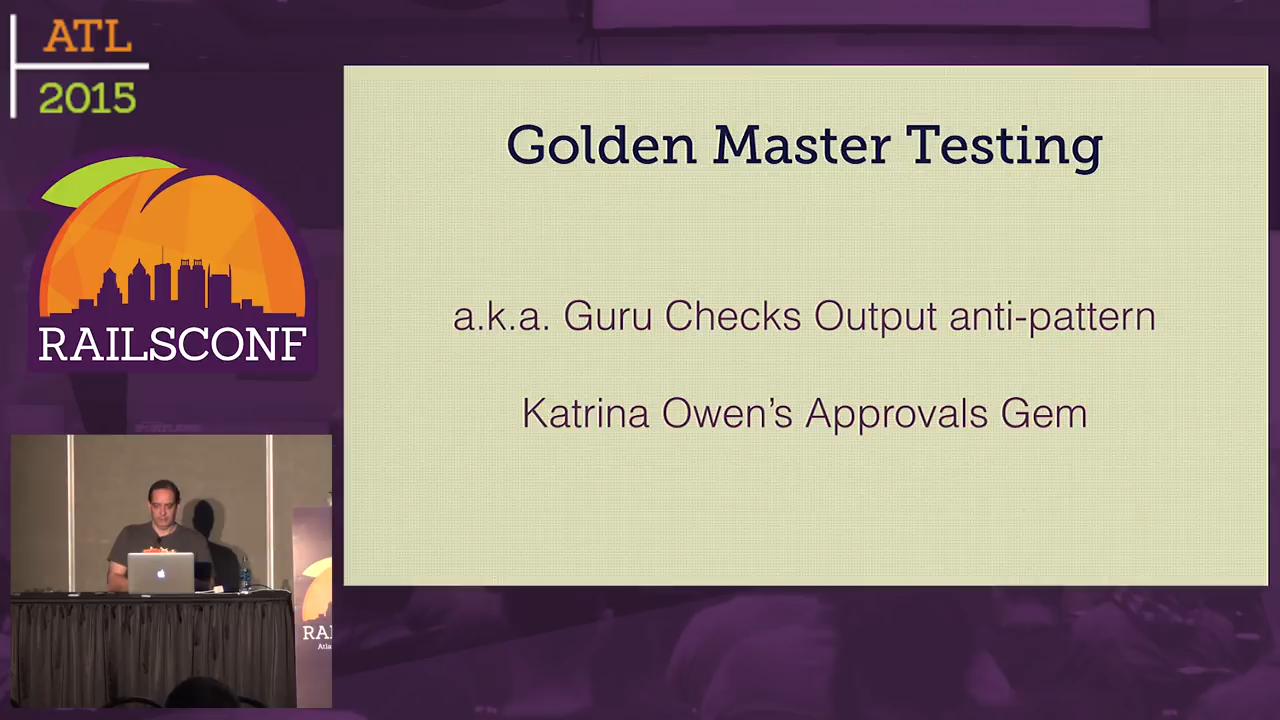 ATL
2015
RAILSCONF
Golden Master Testing
a.k.a. Guru Checks Output anti-pattern
Katrina Owen's Approvals Gem